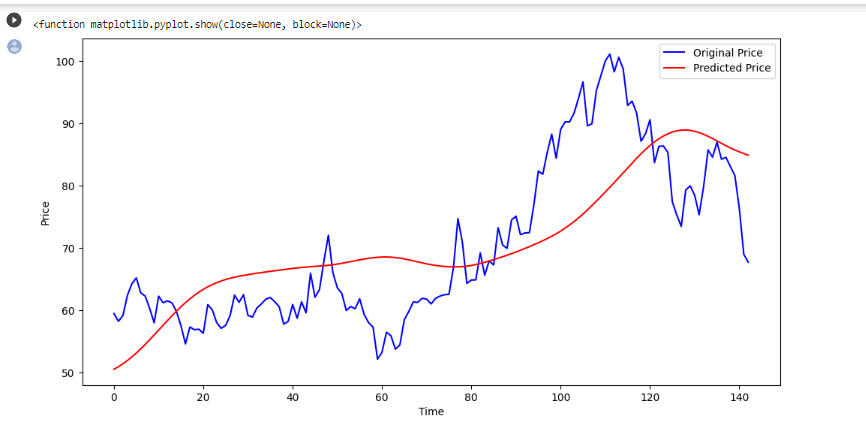 <function matplotlib.pyplot.show(close=None, block=None)>
Original Price
Predicted Price
100
90
80
70
60
50
Price
0 20 40 60 80 100 120 140
Time